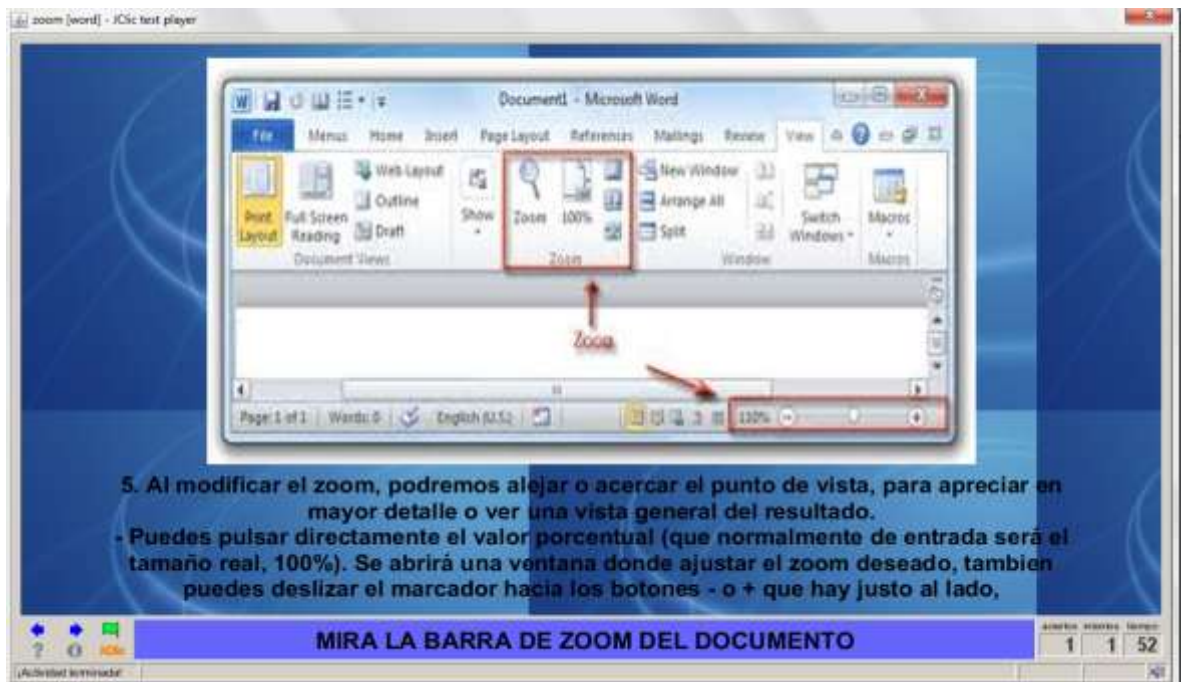 zoom [word] - JClic test player
Document1 - Microsoft Word
File Menus Home Insert Page Layout References Mailings Review View
Print Layout
Full Screen Reading
Web Layout
Outline
Draft
Show
Zoom
100%
New Window
Arrange All
Split
Switch Windows
Macros
Document Views
Zoom
Window
Macros
Zoom
Page: 1 of 1
Words: 0
English (U.S.)
110%
5. Al modificar el zoom, podremos alejar o acercar el punto de vista, para apreciar en
mayor detalle o ver una vista general del resultado.
- Puedes pulsar directamente el valor porcentual (que normalmente de entrada será el
tamaño real, 100%). Se abrirá una ventana donde ajustar el zoom deseado, tambien
puedes deslizar el marcador hacia los botones - o + que hay justo al lado,
MIRA LA BARRA DE ZOOM DEL DOCUMENTO
aciertos intentos tiempo
1 1 52
JClic
¡Actividad terminada!